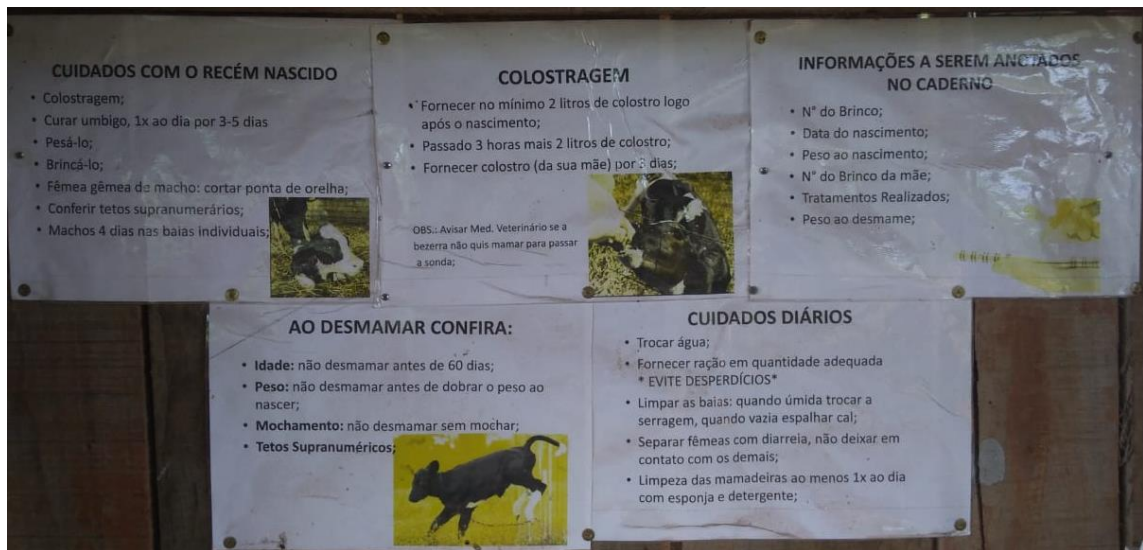 CUIDADOS COM O RECÉM NASCIDO
• Colostragem;
• Curar umbigo, 1x ao dia por 3-5 dias
• Pesá-lo;
• Brincá-lo;
• Fêmea gêmea de macho: cortar ponta de orelha;
• Conferir tetos supranumerários;
• Machos 4 dias nas baias individuais;
COLOSTRAGEM
• Fornecer no mínimo 2 litros de colostro logo
após o nascimento;
• Passado 3 horas mais 2 litros de colostro;
• Fornecer colostro (da sua mãe) por 3 dias;
OBS.: Avisar Med. Veterinário se a
bezerra não quis mamar para passar
a sonda;
INFORMAÇÕES A SEREM ANOTADOS
NO CADERNO
• N° do Brinco;
• Data do nascimento;
• Peso ao nascimento;
• N° do Brinco da mãe;
• Tratamentos Realizados;
• Peso ao desmame;
AO DESMAMAR CONFIRA:
• Idade: não desmamar antes de 60 dias;
• Peso: não desmamar antes de dobrar o peso ao
nascer;
• Mochamento: não desmamar sem mochar;
• Tetos Supranuméricos;
CUIDADOS DIÁRIOS
• Trocar água;
• Fornecer ração em quantidade adequada
* EVITE DESPERDÍCIOS*
• Limpar as baias: quando úmida trocar a
serragem, quando vazia espalhar cal;
• Separar fêmeas com diarreia, não deixar em
contato com os demais;
• Limpeza das mamadeiras ao menos 1x ao dia
com esponja e detergente;